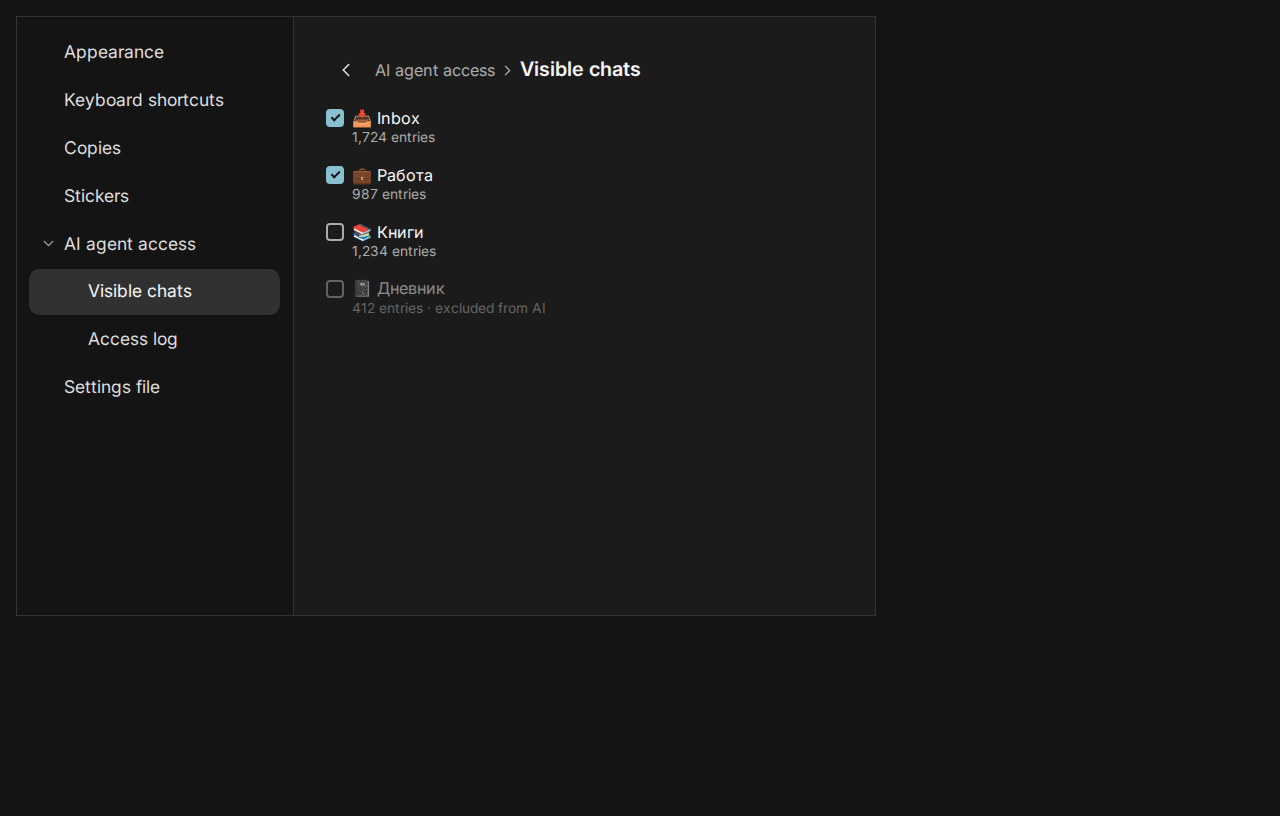 Appearance
Keyboard shortcuts
Copies
Stickers
AI agent access
Visible chats
Access log
Settings file
AI agent access > Visible chats
📥 Inbox
1,724 entries
💼 Работа
987 entries
📚 Книги
1,234 entries
📓 Дневник
412 entries · excluded from AI